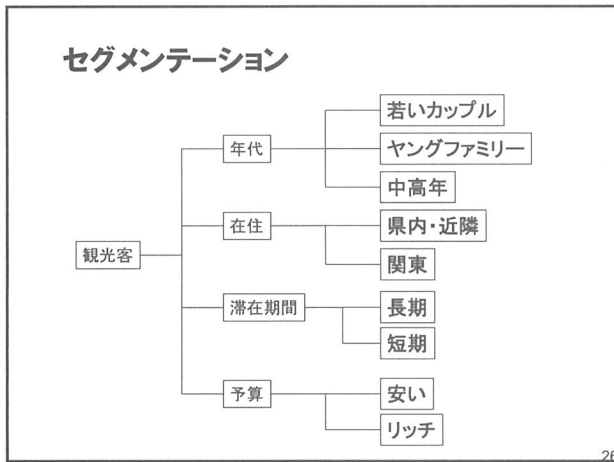 セグメンテーション
観光客
年代
若いカップル
ヤングファミリー
中高年
在住
県内・近隣
関東
滞在期間
長期
短期
予算
安い
リッチ
26